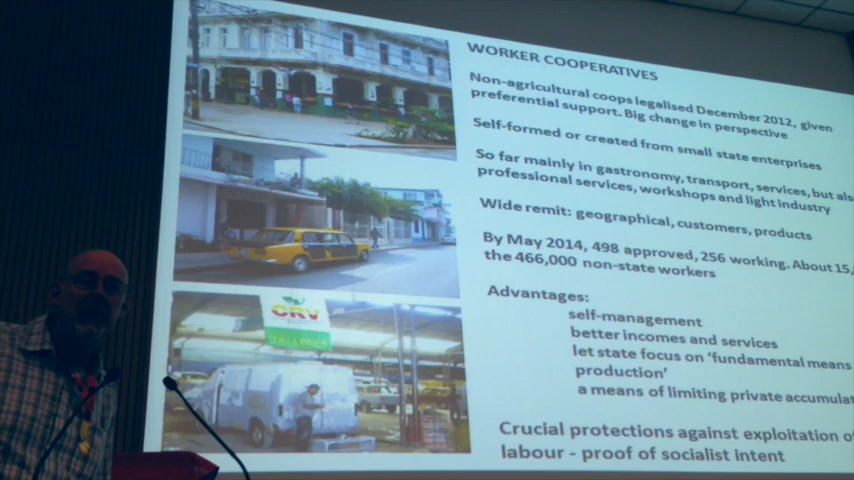 WORKER COOPERATIVES
Non-agricultural coops legalised December 2012, given
preferential support. Big change in perspective
Self-formed or created from small state enterprises
So far mainly in gastronomy, transport, services, but
professional services, workshops and light industry
Wide remit: geographical, customers, products
By May 2014, 498 approved, 256 working. About
the 466,000 non-state workers
Advantages:
self-management
better incomes and services
let state focus on 'fundamental means
production'
a means of limiting private
Crucial protections against exploitation
labour - proof of socialist intent
CRV